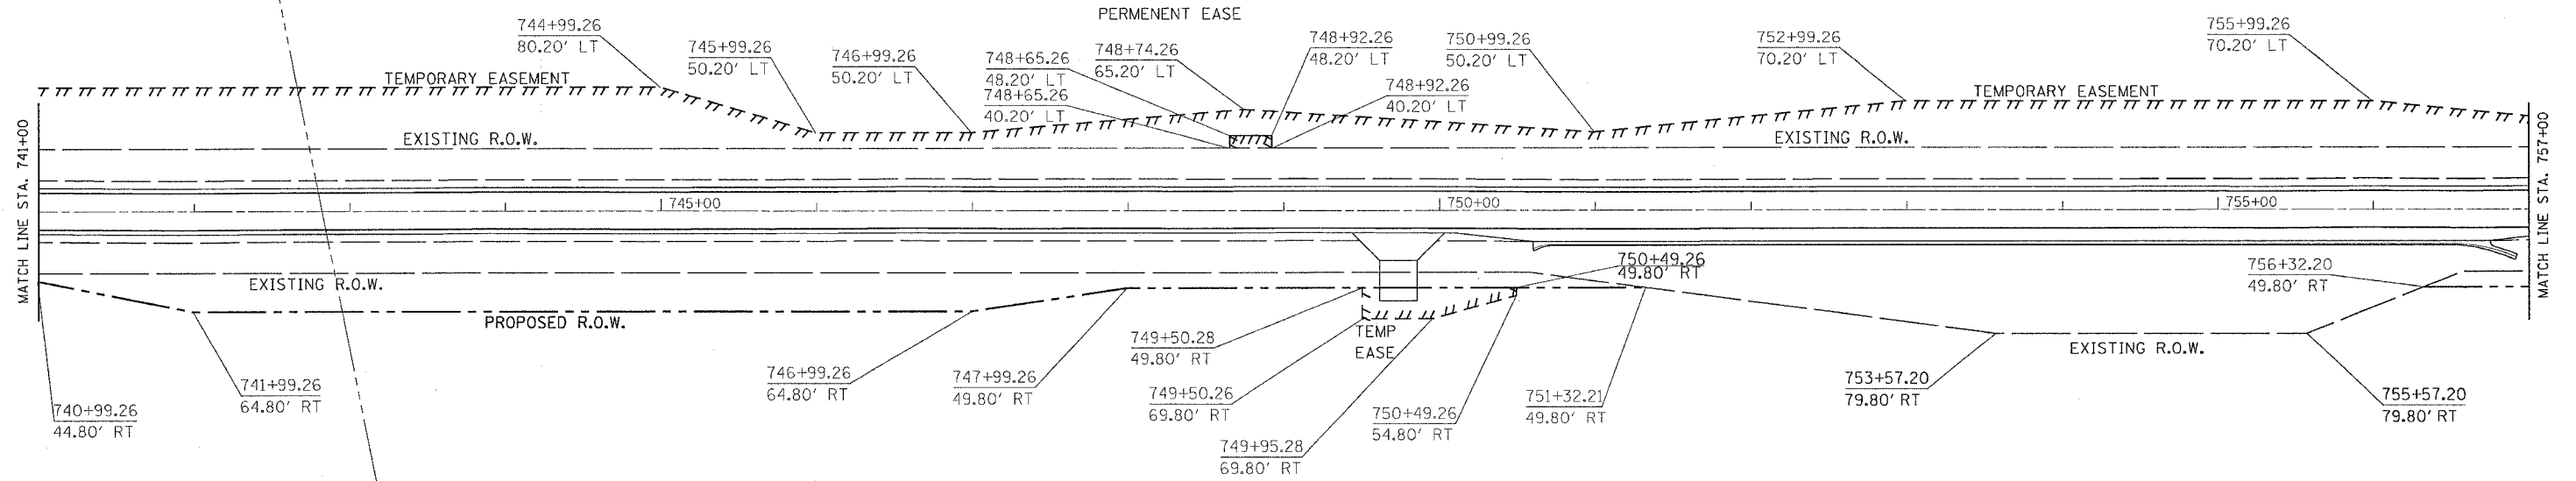 PERMENENT EASE
744+99.26
80.20' LT
745+99.26
50.20' LT
746+99.26
50.20' LT
748+65.26
48.20' LT
748+65.26
40.20' LT
748+74.26
65.20' LT
748+92.26
48.20' LT
748+92.26
40.20' LT
750+99.26
50.20' LT
752+99.26
70.20' LT
755+99.26
70.20' LT
TEMPORARY EASEMENT
TEMPORARY EASEMENT
EXISTING R.O.W.
EXISTING R.O.W.
MATCH LINE STA. 741+00
745+00
750+00
755+00
MATCH LINE STA. 757+00
EXISTING R.O.W.
PROPOSED R.O.W.
TEMP
EASE
EXISTING R.O.W.
750+49.26
49.80' RT
756+32.20
49.80' RT
740+99.26
44.80' RT
741+99.26
64.80' RT
746+99.26
64.80' RT
747+99.26
49.80' RT
749+50.28
49.80' RT
749+50.26
69.80' RT
749+95.28
69.80' RT
750+49.26
54.80' RT
751+32.21
49.80' RT
753+57.20
79.80' RT
755+57.20
79.80' RT